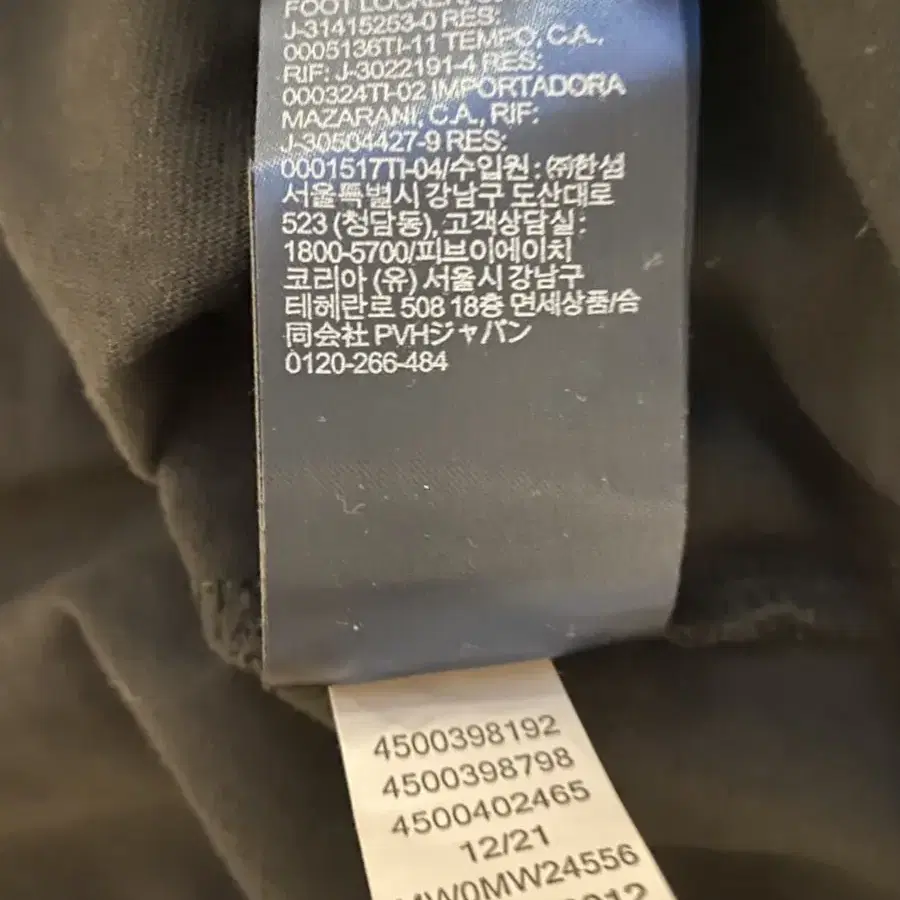 FOOT LOCKER,
J-31415253-0 RES:
0005136TI-11 TEMPO, C.A.,
RIF: J-3022191-4 RES:
000324TI-02 IMPORTADORA
MAZARANI, C.A., RIF:
J-30504427-9 RES:
0001517TI-04/수입원 : ㈜한섬
서울특별시 강남구 도산대로
523 (청담동), 고객상담실 :
1800-5700/피브이에이치
코리아 (유) 서울시 강남구
테헤란로 508 18층 면세상품/合
同会社 PVHジャパン
0120-266-484
4500398192
4500398798
4500402465
12/21
MW0MW24556